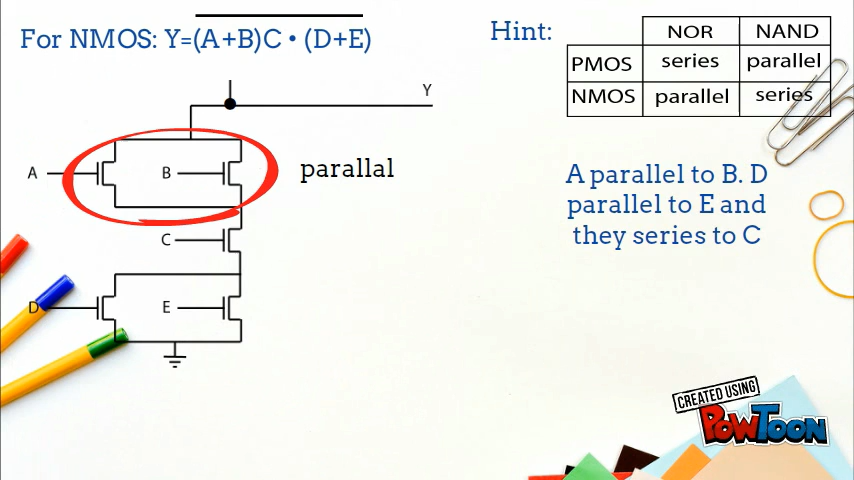 For NMOS: Y=(A+B)C • (D+E)
Hint:
NOR NAND
PMOS series parallel
NMOS parallel series
Y
A
B
parallal
C
D
E
A parallel to B. D
parallel to E and
they series to C
CREATED USING
POWTOON